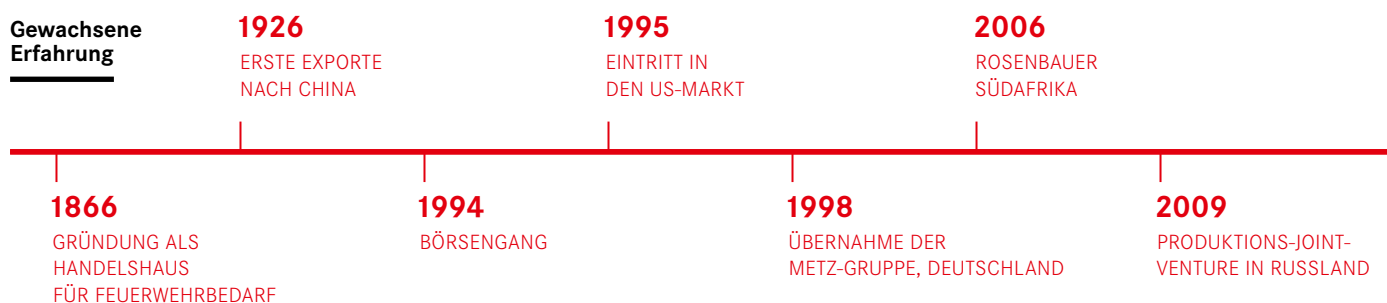 Gewachsene
Erfahrung
1926
ERSTE EXPORTE
NACH CHINA
1995
EINTRITT IN
DEN US-MARKT
2006
ROSENBAUER
SÜDAFRIKA
1866
GRÜNDUNG ALS
HANDELSHAUS
FÜR FEUERWEHRBEDARF
1994
BÖRSENGANG
1998
ÜBERNAHME DER
METZ-GRUPPE, DEUTSCHLAND
2009
PRODUKTIONS-JOINT-
VENTURE IN RUSSLAND